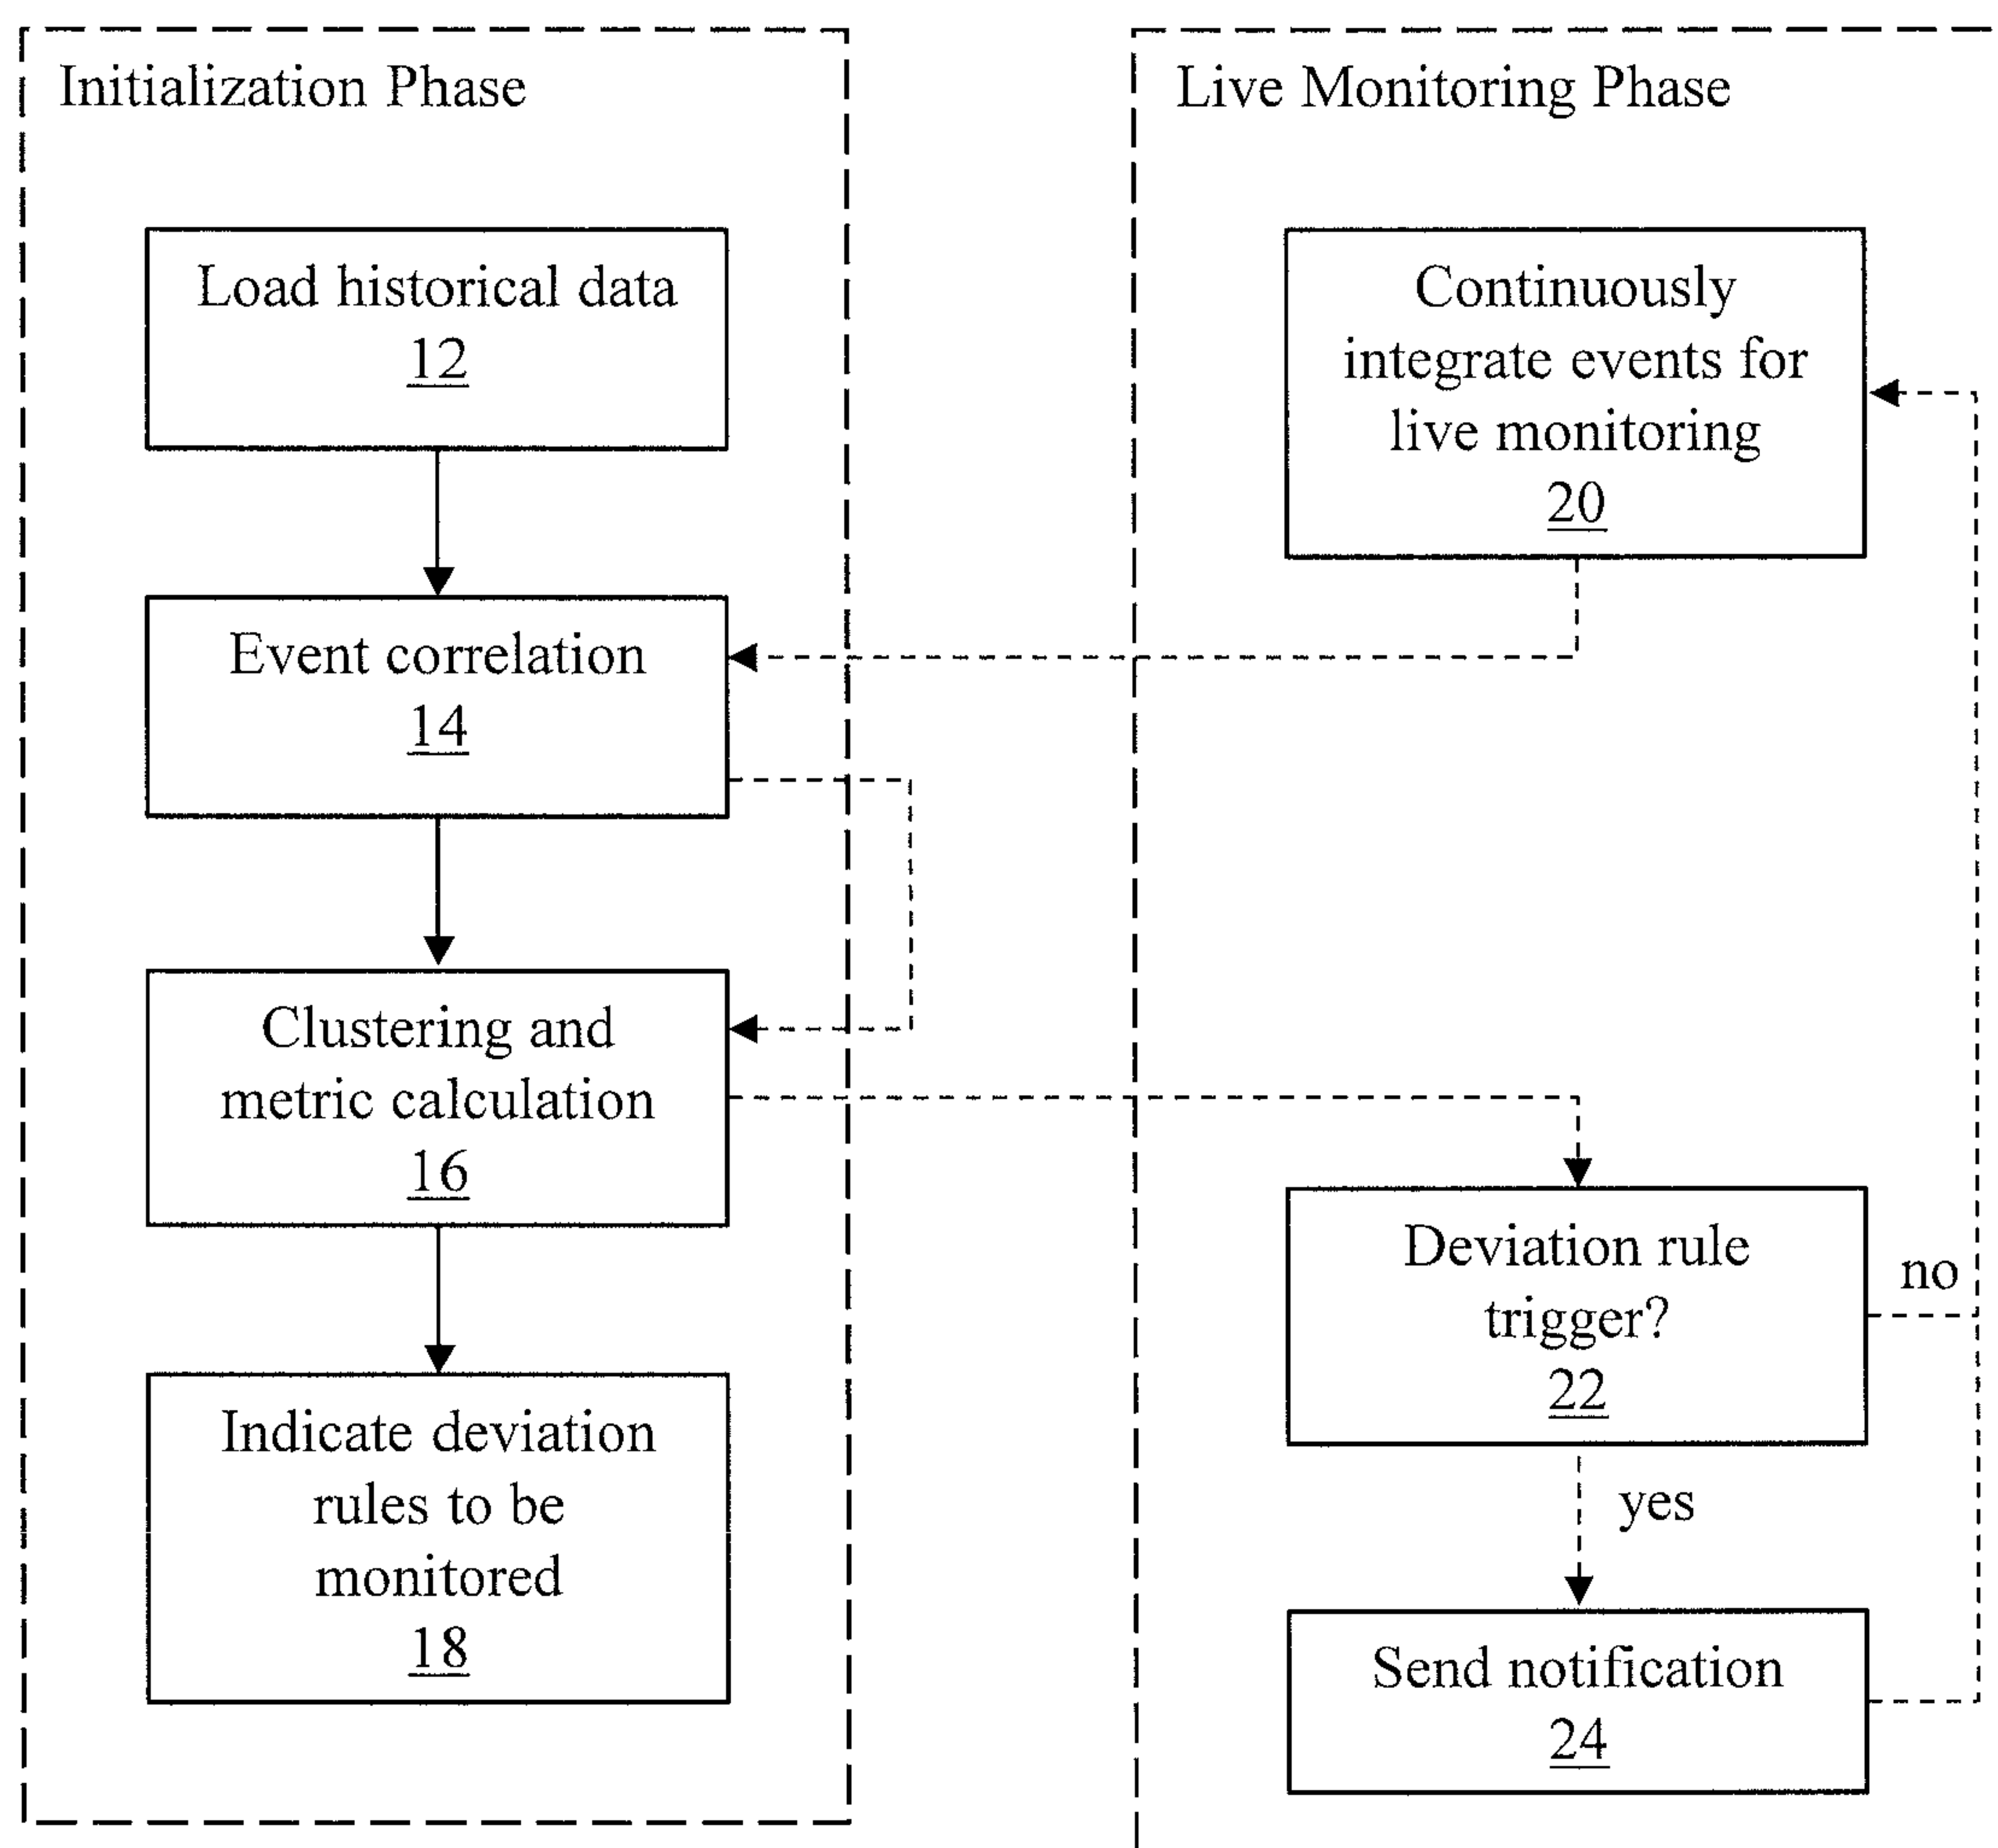 Initialization Phase
Load historical data
12
Event correlation
14
Clustering and
metric calculation
16
Indicate deviation
rules to be
monitored
18
Live Monitoring Phase
Continuously
integrate events for
live monitoring
20
Deviation rule
trigger?
22
no
yes
Send notification
24